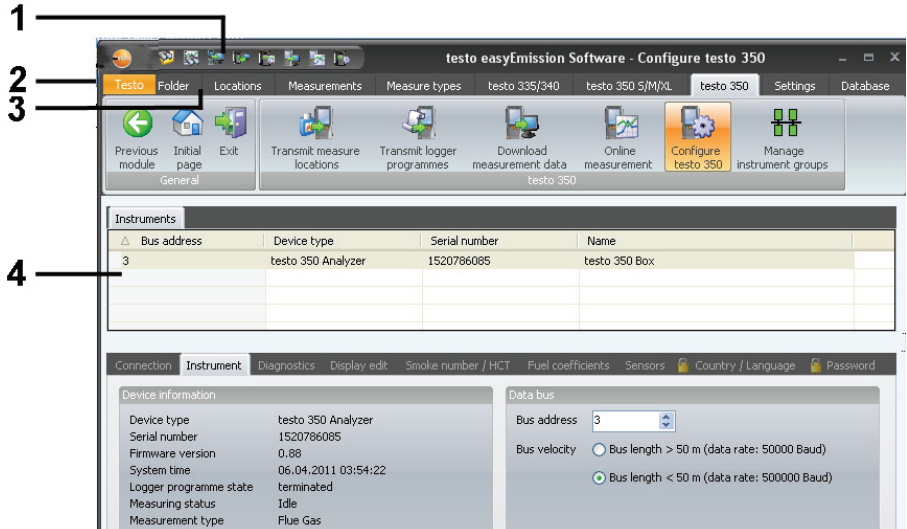 1
testo easyEmission Software - Configure testo 350
2
Testo Folder Locations Measurements Measure types testo 335/340 testo 350 S/M/XL testo 350 Settings Database
3
Previous module
Initial page
Exit
Transmit measure locations
Transmit logger programmes
Download measurement data
Online measurement
Configure testo 350
Manage instrument groups
General
testo 350
Instruments
Bus address Device type Serial number Name
3 testo 350 Analyzer 1520786085 testo 350 Box
4
Connection Instrument Diagnostics Display edit Smoke number / HCT Fuel coefficients Sensors Country / Language Password
Device information
Device type testo 350 Analyzer
Serial number 1520786085
Firmware version 0.88
System time 06.04.2011 03:54:22
Logger programme state terminated
Measuring status Idle
Measurement type Flue Gas
Data bus
Bus address 3
Bus velocity Bus length > 50 m (data rate: 50000 Baud)
Bus length < 50 m (data rate: 500000 Baud)